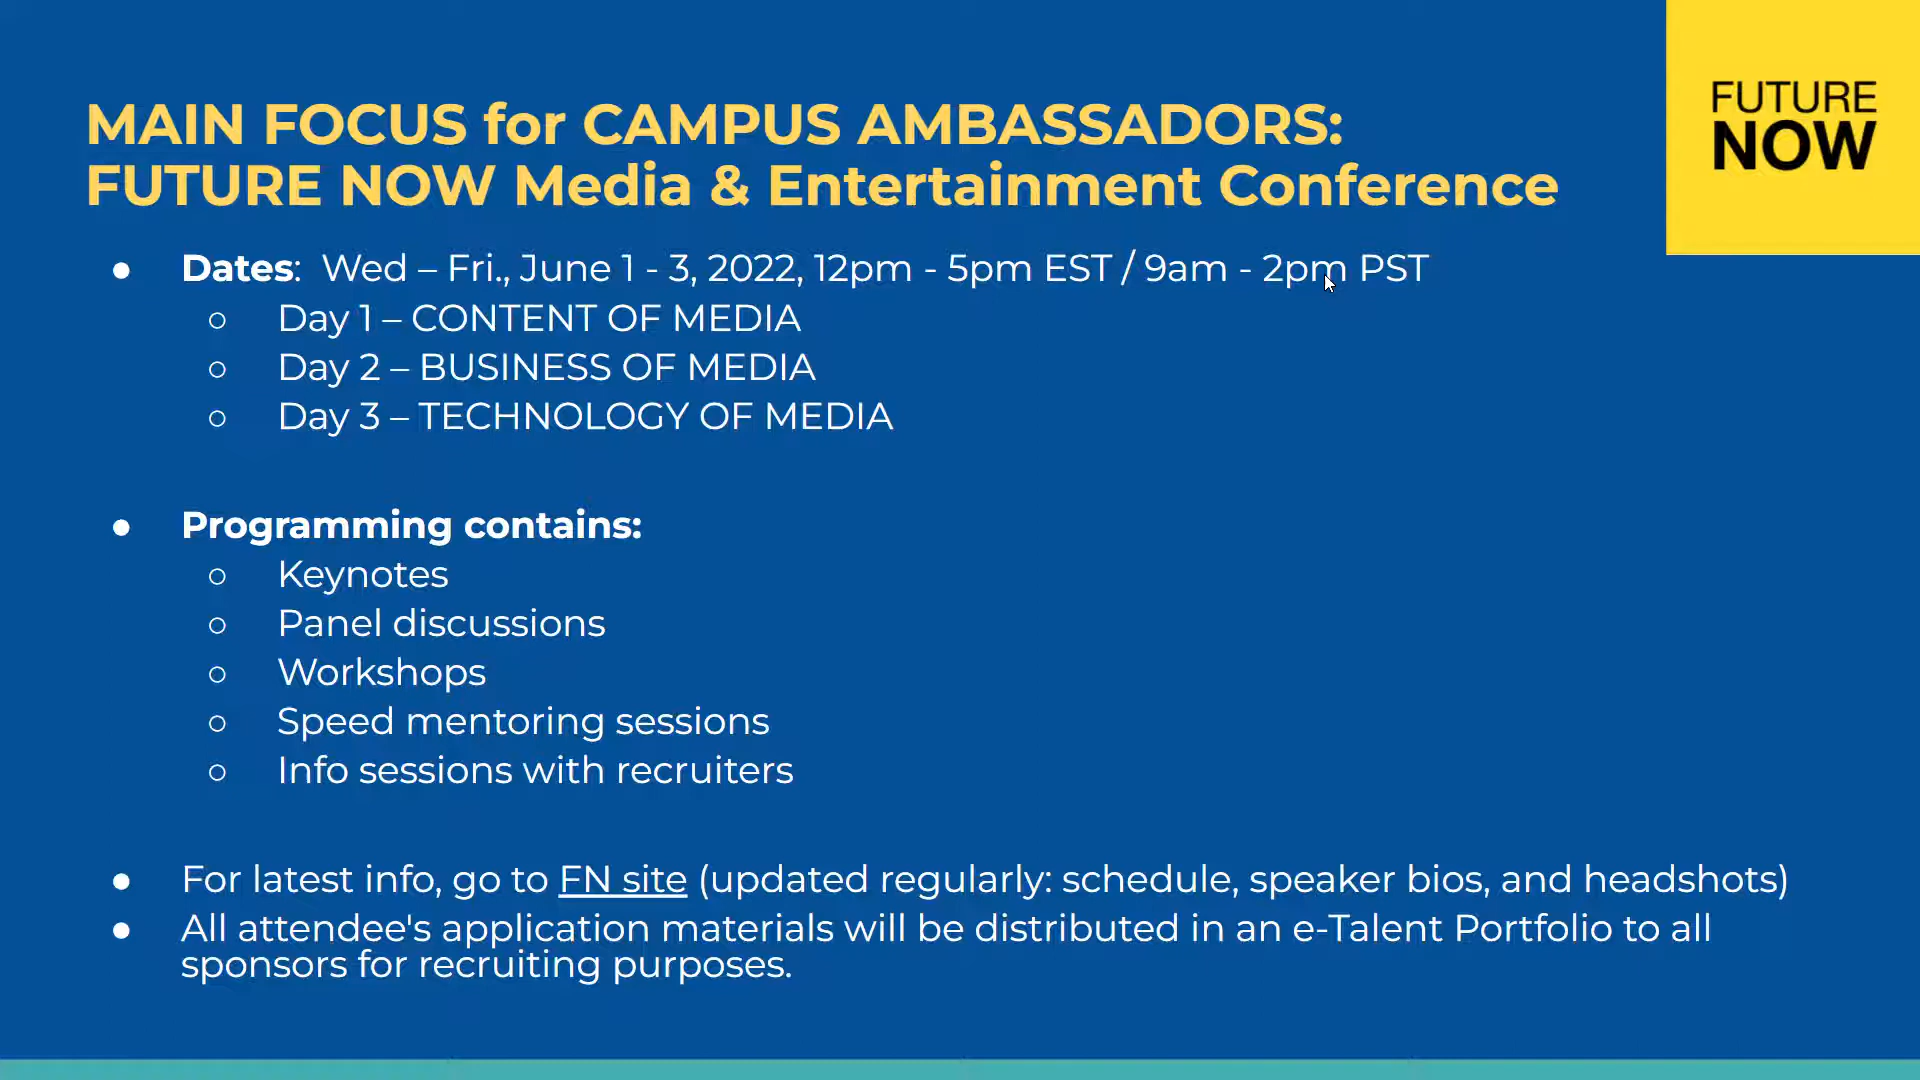 FUTURE
NOW
MAIN FOCUS for CAMPUS AMBASSADORS:
FUTURE NOW Media & Entertainment Conference
● Dates:  Wed – Fri., June 1 - 3, 2022, 12pm - 5pm EST / 9am - 2pm PST
○ Day 1 – CONTENT OF MEDIA
○ Day 2 – BUSINESS OF MEDIA
○ Day 3 – TECHNOLOGY OF MEDIA
● Programming contains:
○ Keynotes
○ Panel discussions
○ Workshops
○ Speed mentoring sessions
○ Info sessions with recruiters
● For latest info, go to FN site (updated regularly: schedule, speaker bios, and headshots)
● All attendee's application materials will be distributed in an e-Talent Portfolio to all
sponsors for recruiting purposes.